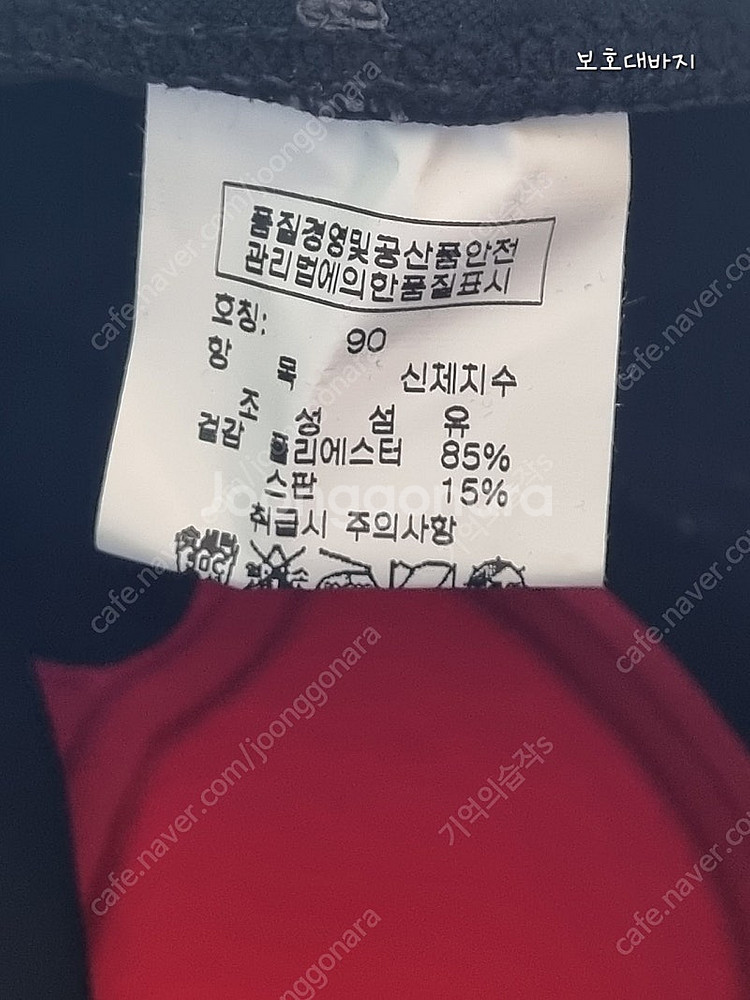 보호대바지
품질경영및공산품안전
관리법에의한품질표시
호칭: 90
항 목 신체치수
조 성 섬 유
겉감 폴리에스터 85%
스판 15%
취급시 주의사항
Joonggonara
cafe.naver.com/joonggonara
기억의습작s